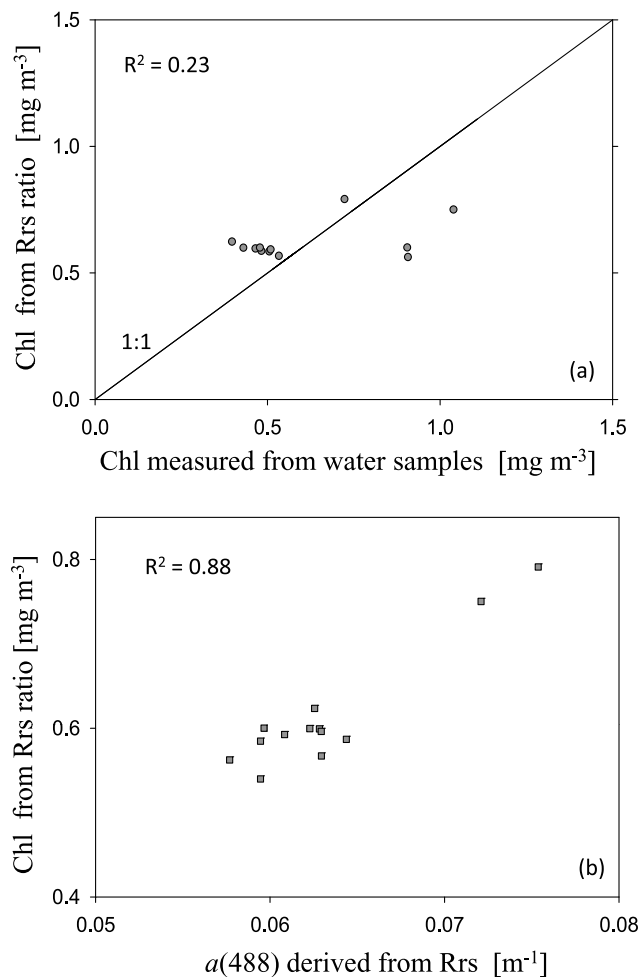 Chl from Rrs ratio [mg m⁻³]
1.5
R² = 0.23
1.0
0.5
1:1
(a)
0.0
0.0 0.5 1.0 1.5
Chl measured from water samples [mg m⁻³]
Chl from Rrs ratio [mg m⁻³]
R² = 0.88
0.8
0.6
(b)
0.4
0.05 0.06 0.07 0.08
a(488) derived from Rrs [m⁻¹]